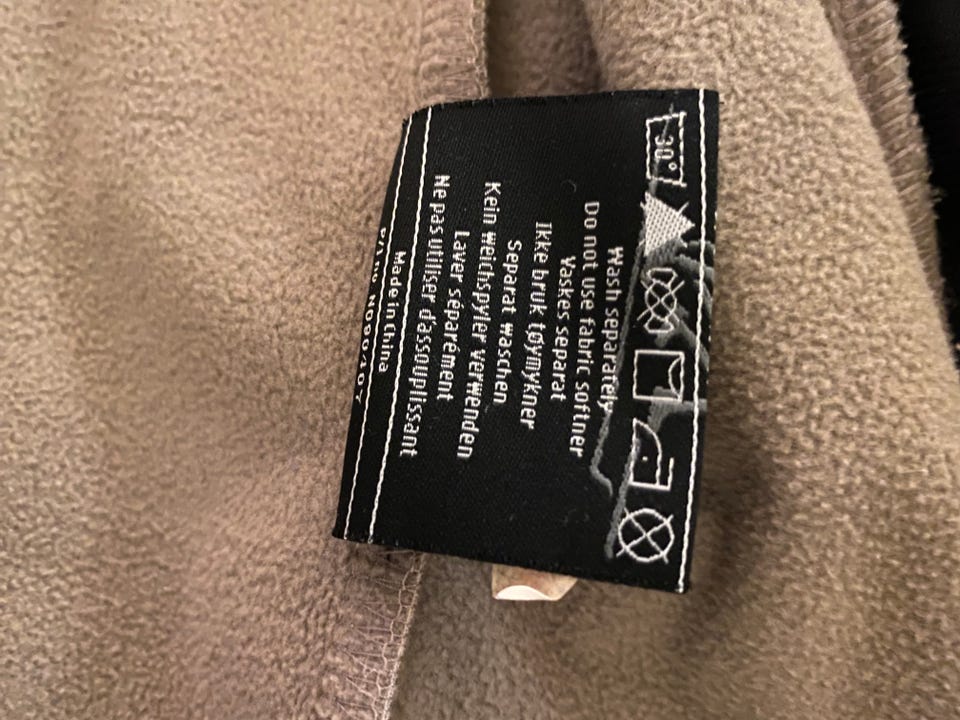 30°
Wash separately
Do not use fabric softner
Vaskes separat
Ikke bruk tøymykner
Separat waschen
Kein weichspyler verwenden
Laver séparément
Ne pas utiliser d'assouplissant
Made in China